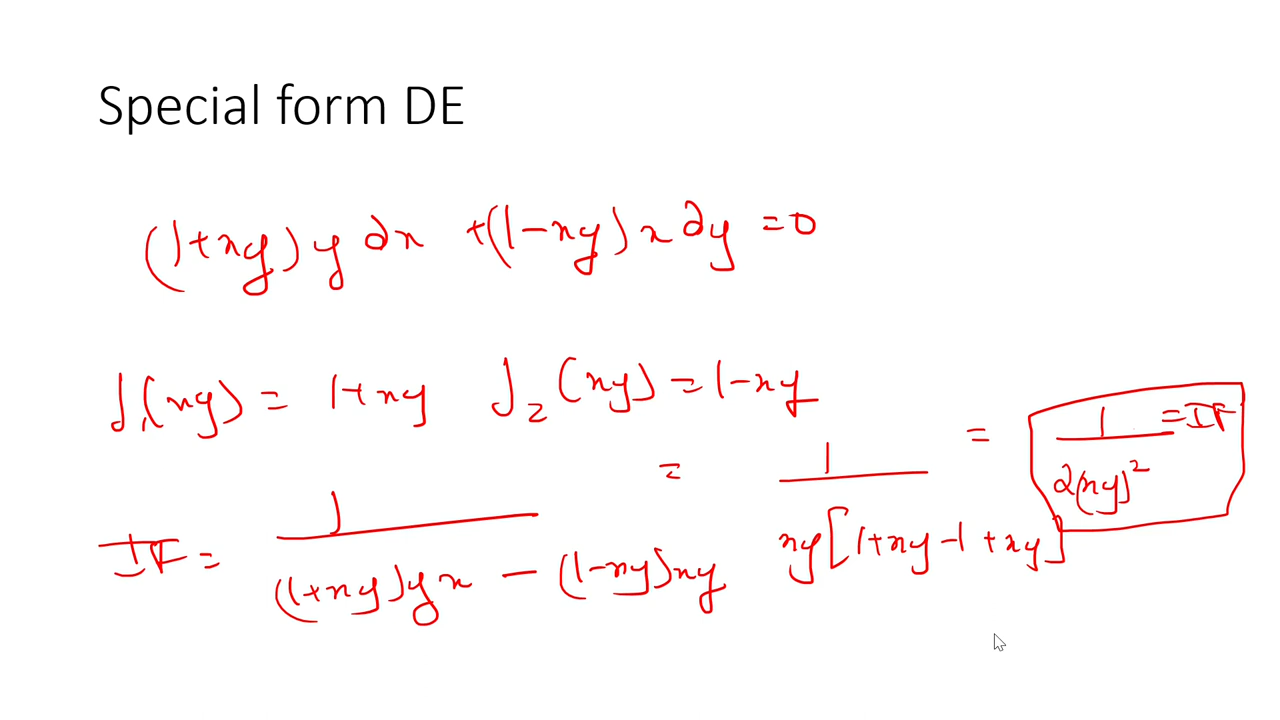 Special form DE
(1+xy) y dx + (1-xy) x dy = 0
f₁(xy) = 1+xy f₂(xy) = 1-xy
IF = 1/((1+xy)yx - (1-xy)xy) = 1/(xy[1+xy-1+xy]) = 1/(2(xy)²) = IF